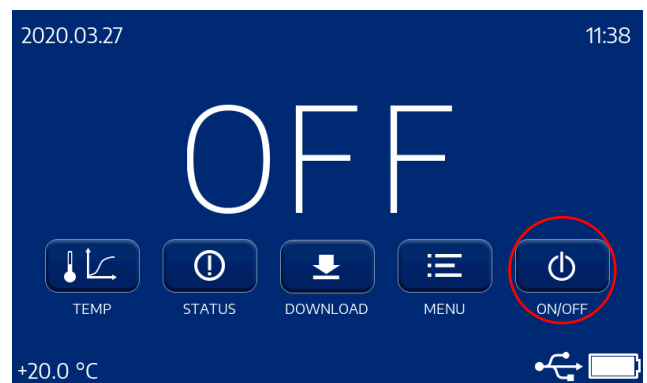 2020.03.27 11:38
OFF
TEMP STATUS DOWNLOAD MENU ON/OFF
+20.0 °C